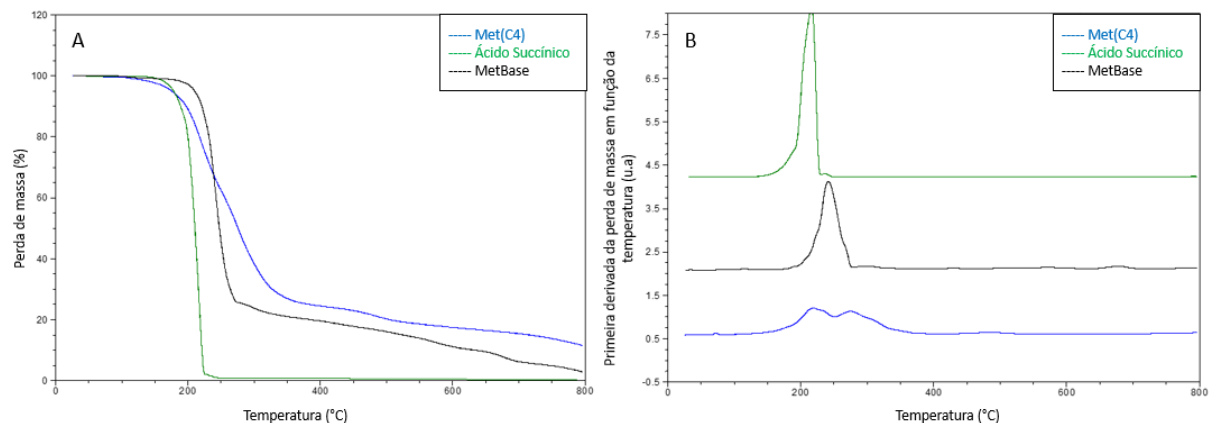 A
Met(C4)
Ácido Succínico
MetBase
120
100
80
60
40
20
0
0
200
400
600
800
Perda de massa (%)
Temperatura (°C)
B
Met(C4)
Ácido Succínico
MetBase
7.5
6.5
5.5
4.5
3.5
2.5
1.5
0.5
-0.5
0
200
400
600
800
Primeira derivada da perda de massa em função da
temperatura (u.a)
Temperatura (°C)